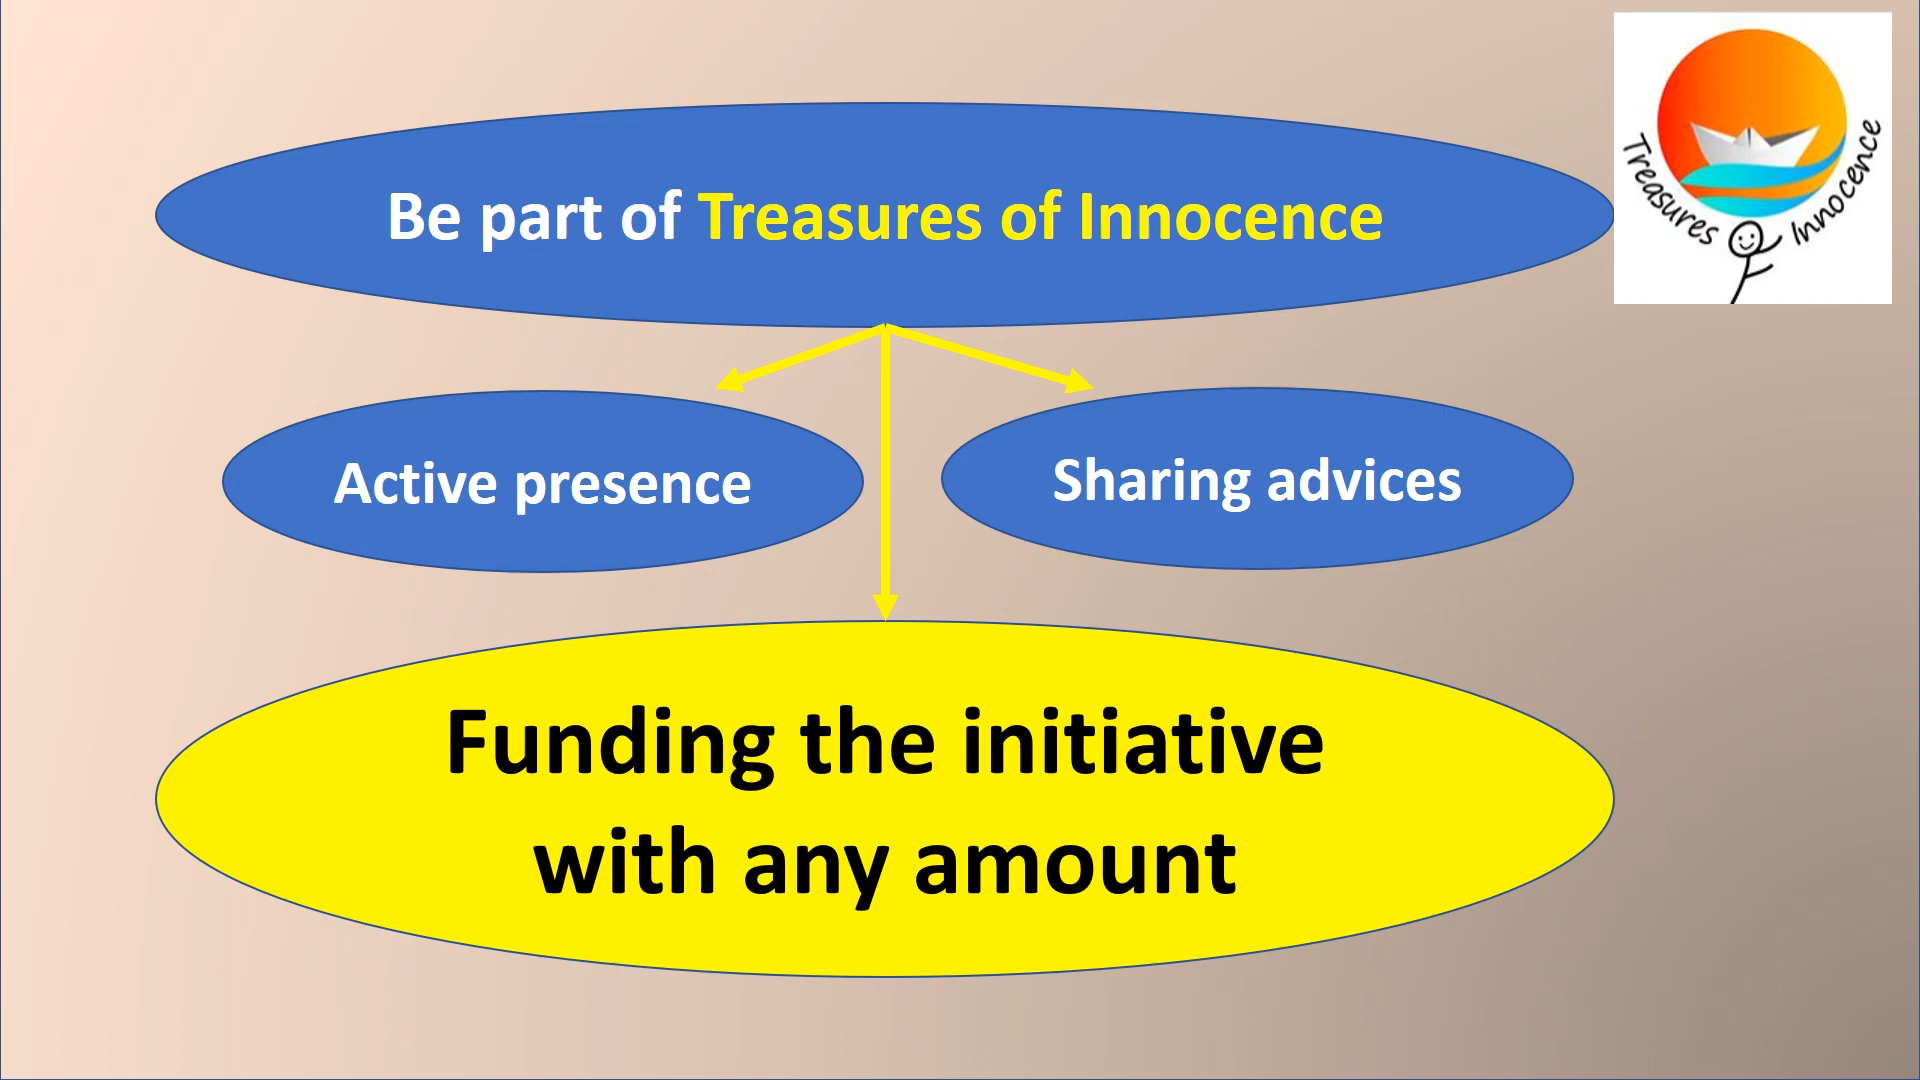 Be part of Treasures of Innocence
Treasures Innocence
Active presence
Sharing advices
Funding the initiative
with any amount